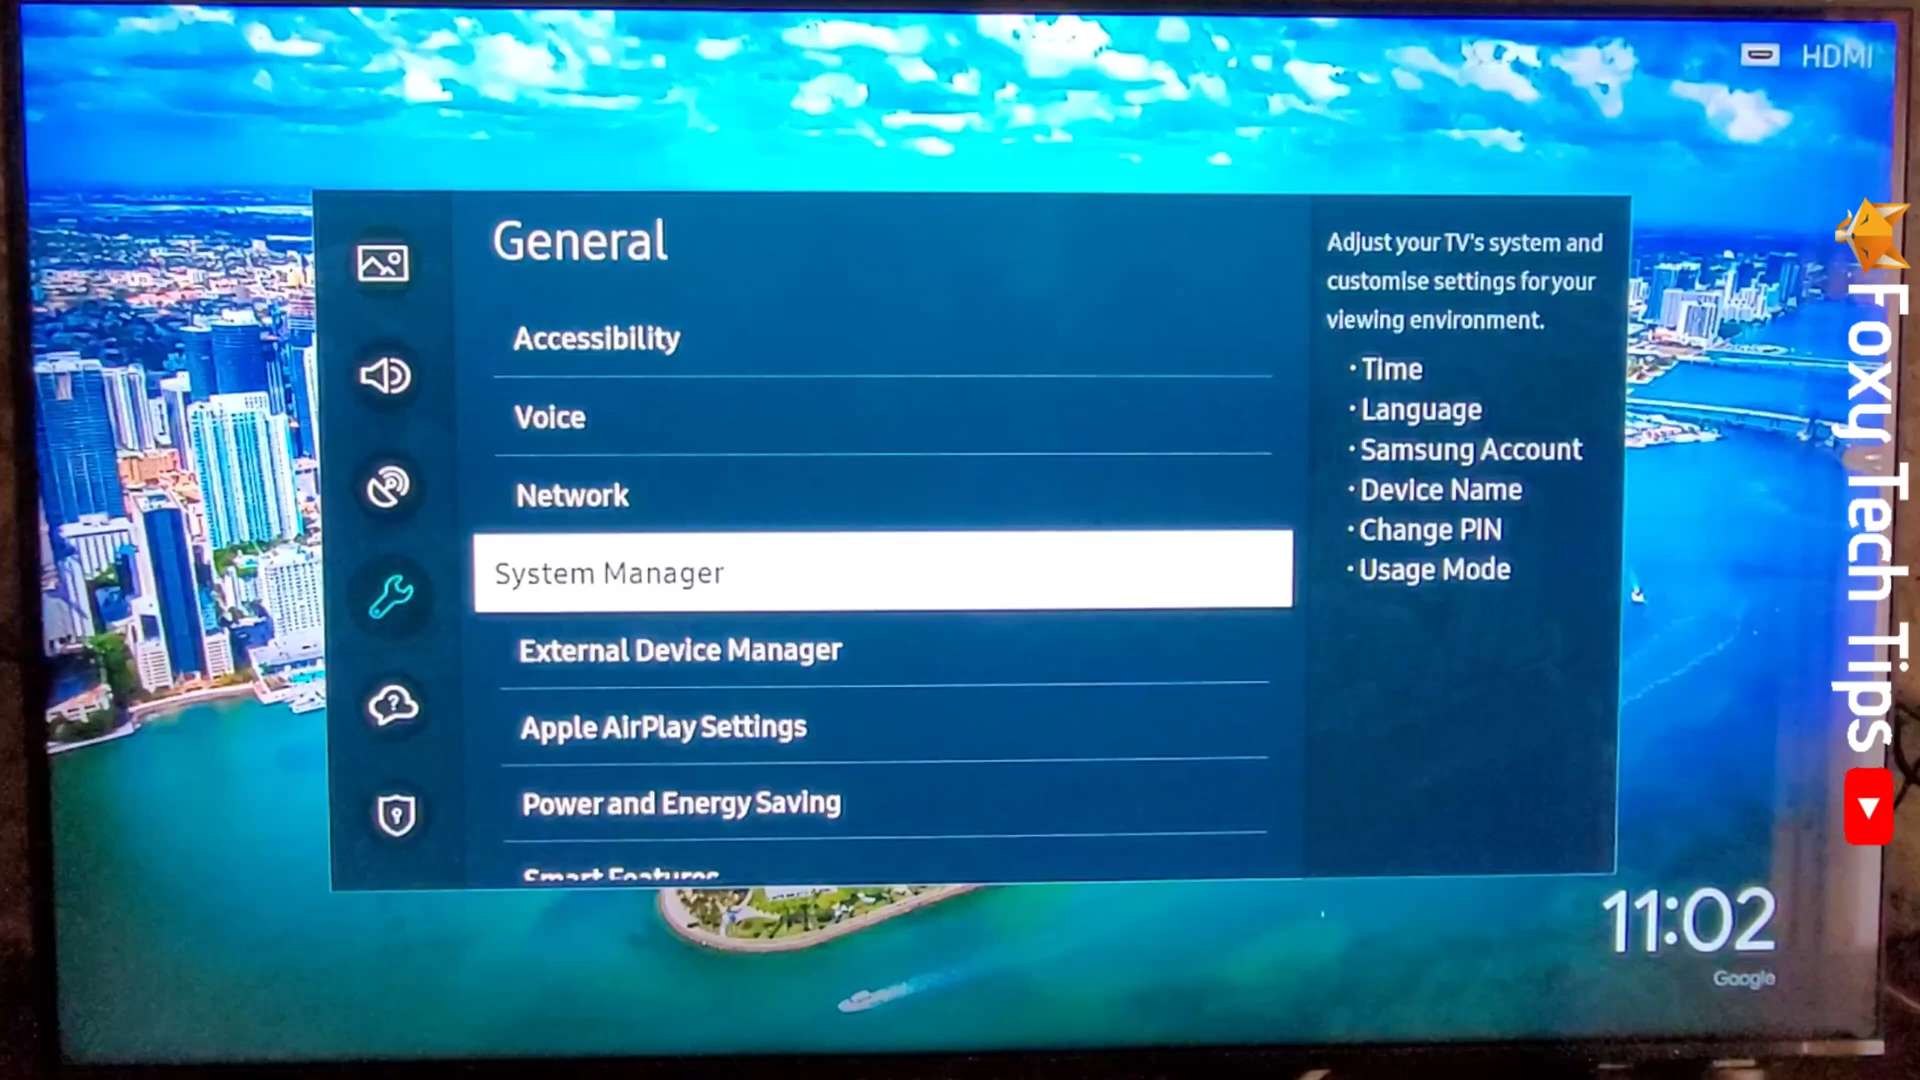 HDMI
General
Accessibility
Voice
Network
System Manager
External Device Manager
Apple AirPlay Settings
Power and Energy Saving
Smart Features
Adjust your TV's system and
customise settings for your
viewing environment.
· Time
· Language
· Samsung Account
· Device Name
· Change PIN
· Usage Mode
11:02
Google
Foxy Tech Tips